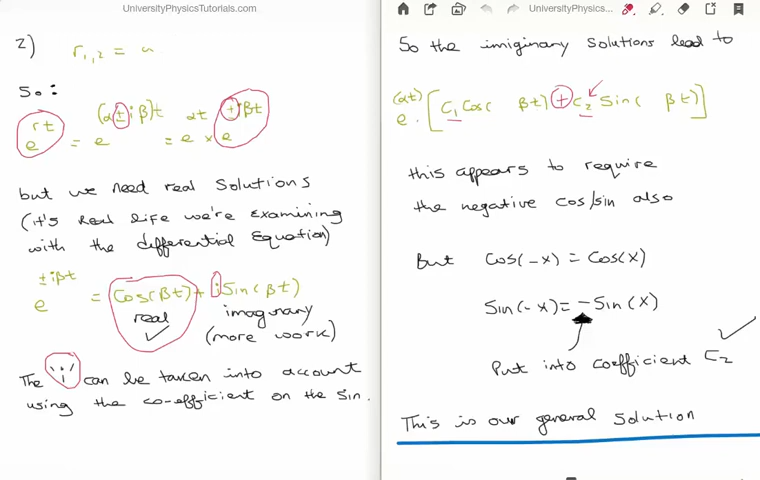 UniversityPhysicsTutorials.com
2)
r₁,₂ =
So:
e^(rt) = e^((α±iβ)t) = e^(αt) × e^(±iβt)
but we need real solutions
(it's Real life we're examining
with the differential Equation)
e^(±iβt) = Cos(βt) + iSin(βt)
real imaginary
(more work)
The "i" can be taken into account
using the co-efficient on the Sin.
UniversityPhysics...
So the imiginary solutions lead to
e^(αt) · [C₁Cos( βt) + C₂ Sin( βt)]
this appears to require
the negative cos/sin also
But Cos(-x) = Cos(x)
Sin(-x) = -Sin(x)
Put into coefficient C₂
This is our general solution